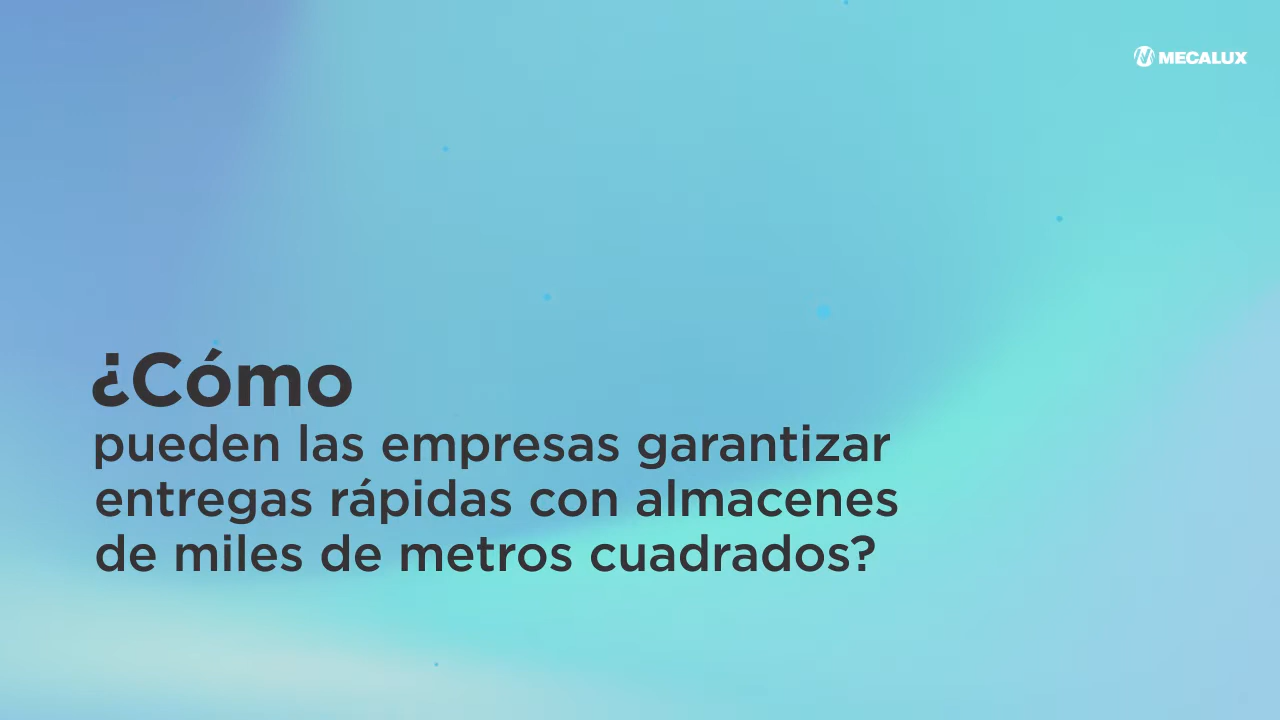 MECALUX
¿Cómo
pueden las empresas garantizar
entregas rápidas con almacenes
de miles de metros cuadrados?